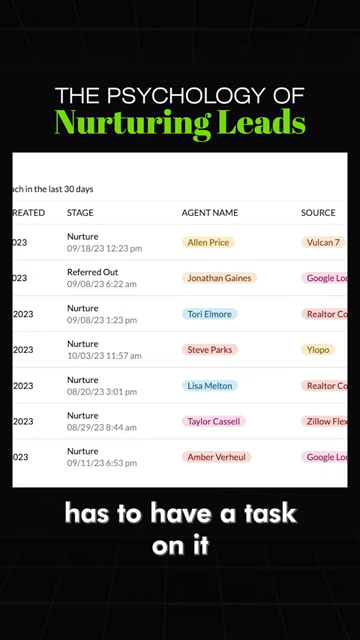 THE PSYCHOLOGY OF
Nurturing Leads
ach in the last 30 days
REATED STAGE AGENT NAME SOURCE
023 Nurture Allen Price Vulcan 7
09/18/23 12:23 pm
023 Referred Out Jonathan Gaines Google Loc
09/08/23 6:22 am
2023 Nurture Tori Elmore Realtor Co
09/08/23 1:23 pm
2023 Nurture Steve Parks Ylopo
10/03/23 11:57 am
2023 Nurture Lisa Melton Realtor Co
08/20/23 3:01 pm
2023 Nurture Taylor Cassell Zillow Flex
08/29/23 8:44 am
023 Nurture Amber Verheul Google Loc
09/11/23 6:53 pm
has to have a task
on it